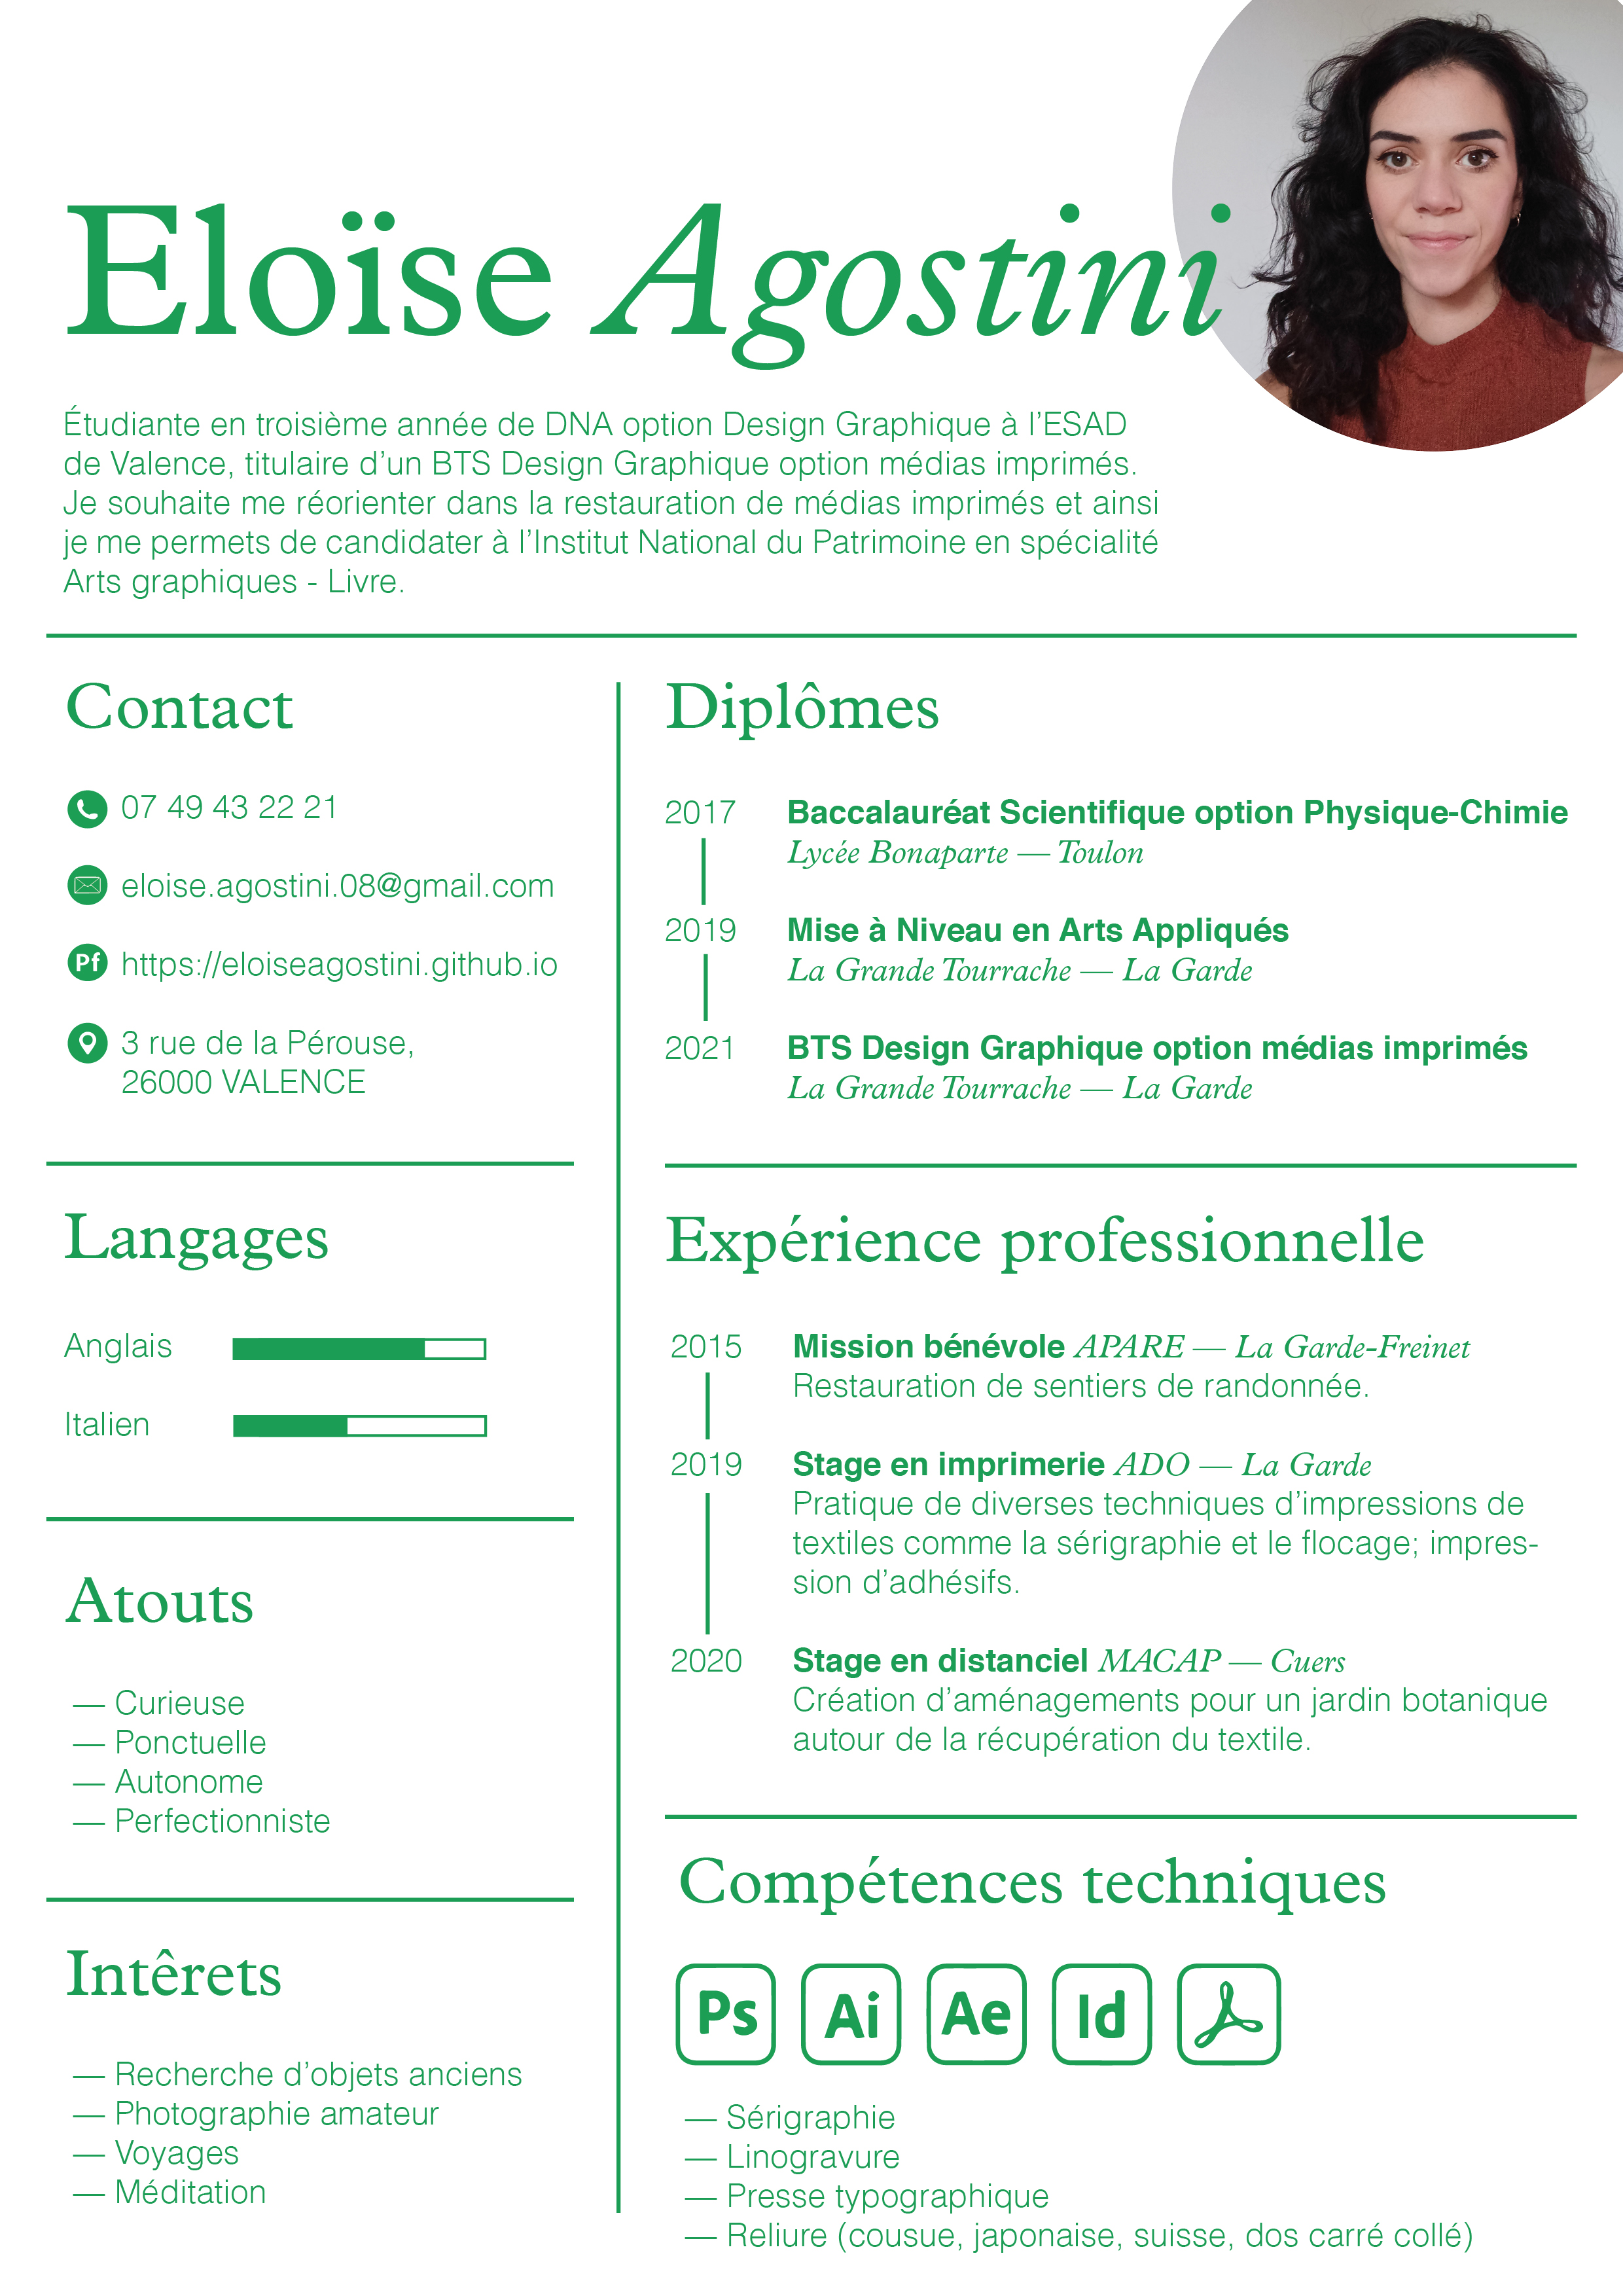 Eloïse Agostini
Étudiante en troisième année de DNA option Design Graphique à l’ESAD
de Valence, titulaire d’un BTS Design Graphique option médias imprimés.
Je souhaite me réorienter dans la restauration de médias imprimés et ainsi
je me permets de candidater à l’Institut National du Patrimoine en spécialité
Arts graphiques - Livre.
Contact
07 49 43 22 21
eloise.agostini.08@gmail.com
Pf https://eloiseagostini.github.io
3 rue de la Pérouse,
26000 VALENCE
Langages
Anglais
Italien
Atouts
— Curieuse
— Ponctuelle
— Autonome
— Perfectionniste
Intêrets
— Recherche d’objets anciens
— Photographie amateur
— Voyages
— Méditation
Diplômes
2017 Baccalauréat Scientifique option Physique-Chimie
Lycée Bonaparte — Toulon
2019 Mise à Niveau en Arts Appliqués
La Grande Tourrache — La Garde
2021 BTS Design Graphique option médias imprimés
La Grande Tourrache — La Garde
Expérience professionnelle
2015 Mission bénévole APARE — La Garde-Freinet
Restauration de sentiers de randonnée.
2019 Stage en imprimerie ADO — La Garde
Pratique de diverses techniques d’impressions de
textiles comme la sérigraphie et le flocage; impres-
sion d’adhésifs.
2020 Stage en distanciel MACAP — Cuers
Création d’aménagements pour un jardin botanique
autour de la récupération du textile.
Compétences techniques
Ps Ai Ae Id
— Sérigraphie
— Linogravure
— Presse typographique
— Reliure (cousue, japonaise, suisse, dos carré collé)